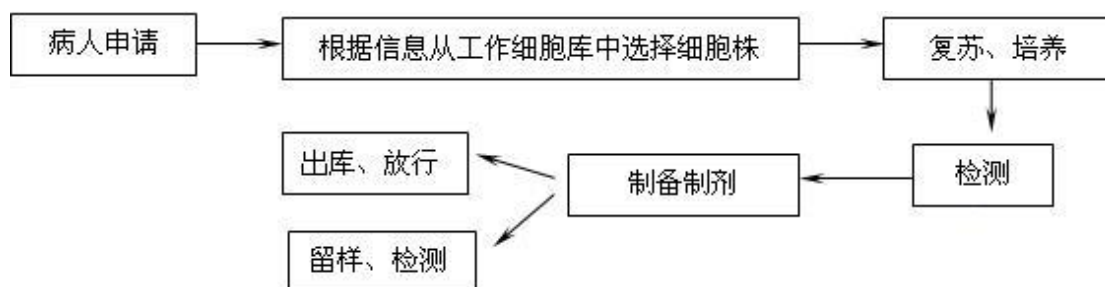 病人申请
根据信息从工作细胞库中选择细胞株
复苏、培养
检测
制备制剂
出库、放行
留样、检测